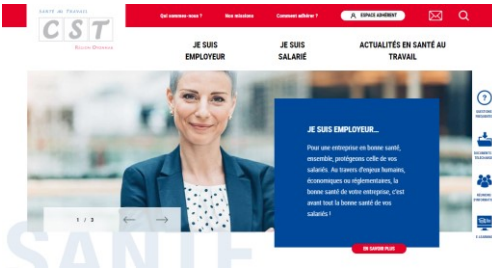 SANTÉ AU TRAVAIL
CST
RÉGION DYONNAX
Qui sommes-nous ? Nos missions Comment adhérer ? ESPACE ADHÉRENT
JE SUIS EMPLOYEUR
JE SUIS SALARIÉ
ACTUALITÉS EN SANTÉ AU TRAVAIL
JE SUIS EMPLOYEUR...
Pour une entreprise en bonne santé,
ensemble, protégeons celle de vos
salariés. Au travers d'enjeux humains,
économiques ou réglementaires, la
bonne santé de votre entreprise, c'est
avant tout la bonne santé de vos
salariés !
EN SAVOIR PLUS
1 / 3
SANTE